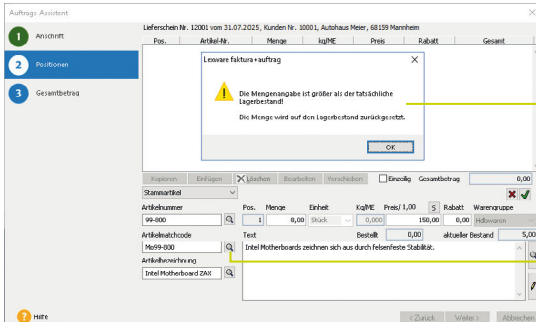 Auftrags Assistent
Lieferschein Nr. 12001 vom 31.07.2025, Kunden Nr. 10001, Autohaus Meier, 68159 Mannheim
1 Anschrift
2 Positionen
3 Gesamtbetrag
Pos. Artikel-Nr. Menge kg/ME Preis Rabatt Gesamt
Lexware faktura+auftrag
Die Mengenangabe ist größer als der tatsächliche
Lagerbestand!
Die Menge wird auf den Lagerbestand zurückgesetzt.
OK
Kopieren Einfügen Löschen Bearbeiten Verschieben Einzeilig Gesamtbetrag 0,00
Stammartikel
Artikelnummer Pos. Menge Einheit Kg/ME Preis/ 1,00 S Rabatt Warengruppe
99-800 1 0,00 Stück 0,000 150,00 0,00 Hdlswaren
Artikelmatchcode Text Bestellt 0,00 aktueller Bestand 5,00
Mo99-800 Intel Motherboards zeichnen sich aus durch felsenfeste Stabilität.
Artikelbezeichnung
Intel Motherboard ZAX
? Hilfe < Zurück Weiter > Abbrechen